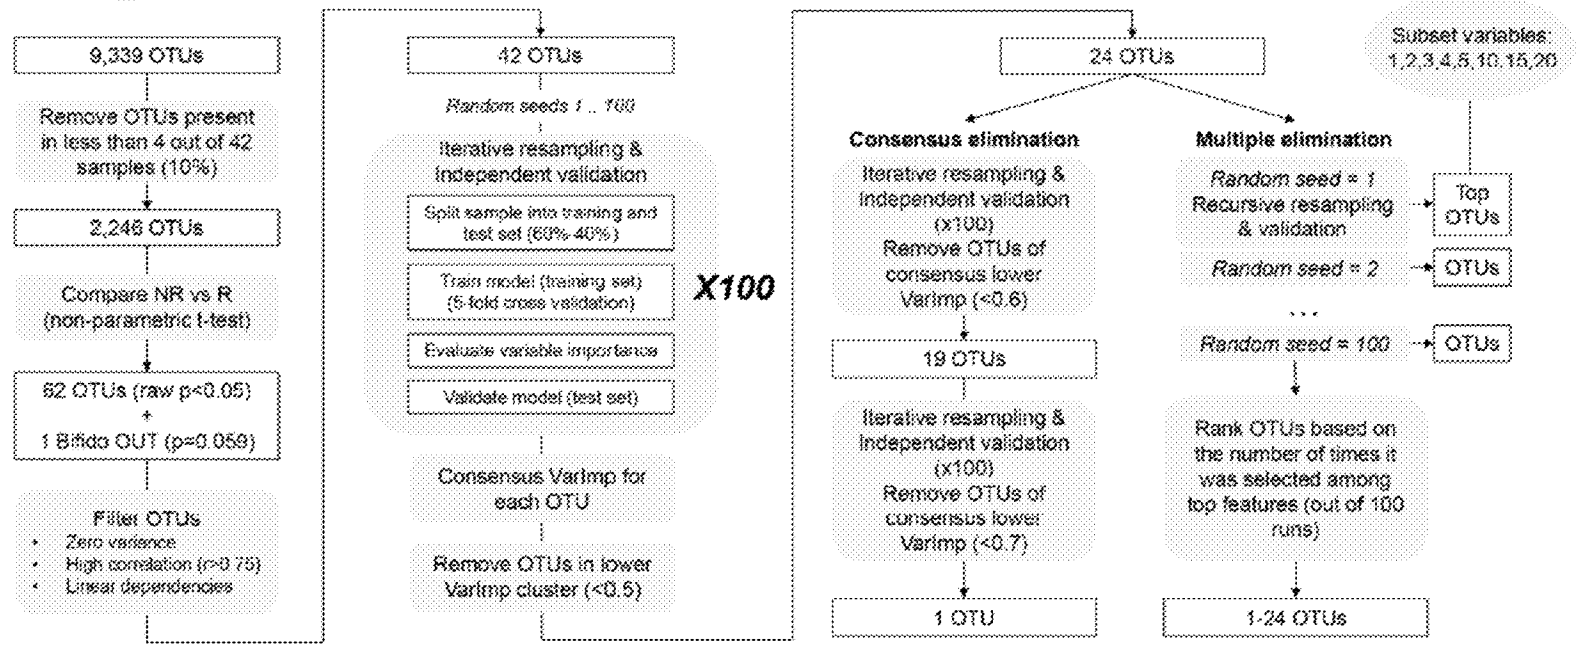 9,339 OTUs
Remove OTUs present
in less than 4 out of 42
samples (10%)
2,246 OTUs
Compare NR vs R
(non-parametric t-test)
62 OTUs (raw p<0.05)
+
1 Bifido OUT (p=0.059)
Filter OTUs
• Zero variance
• High correlation (r>0.75)
• Linear dependencies
42 OTUs
Random seeds 1 .. 100
Iterative resampling &
Independent validation
Split sample into training and
test set (60%-40%)
Train model (training set)
(5-fold cross validation)
Evaluate variable importance
Validate model (test set)
X100
Consensus VarImp for
each OTU
Remove OTUs in lower
VarImp cluster (<0.5)
24 OTUs
Consensus elimination
Iterative resampling &
Independent validation
(x100)
Remove OTUs of
consensus lower
VarImp (<0.6)
19 OTUs
Iterative resampling &
Independent validation
(x100)
Remove OTUs of
consensus lower
VarImp (<0.7)
1 OTU
Multiple elimination
Random seed = 1
Recursive resampling
& validation
Random seed = 2
...
Random seed = 100
Subset variables:
1,2,3,4,5,10,15,20
Top
OTUs
OTUs
OTUs
Rank OTUs based on
the number of times it
was selected among
top features (out of 100
runs)
1-24 OTUs